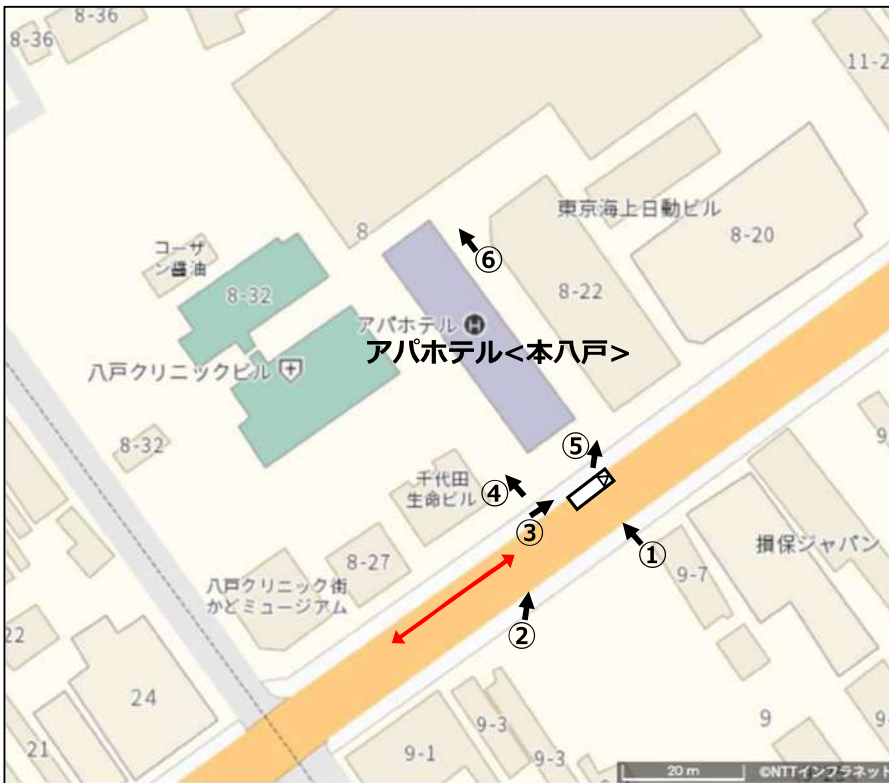 8-36
8-36
11-2
8
東京海上日動ビル
8-20
コーザ
ン醤油
⑥
8-32
8-22
アパホテル H
アパホテル<本八戸>
八戸クリニックビル
8-32
⑤
千代田
生命ビル
④
9
③
①
損保ジャパン
8-27
9-7
八戸クリニック街
かどミュージアム
②
22
24
9
9-
9-3
21
9-1
9-3
20 m
©NTTインフラネット